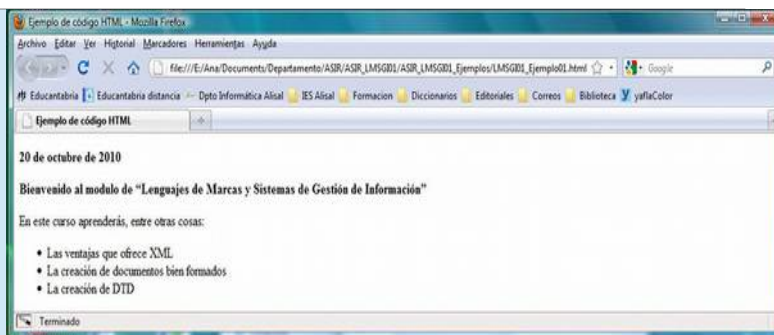 Ejemplo de código HTML - Mozilla Firefox
Archivo Editar Ver Historial Marcadores Herramientas Ayuda
file:///E:/Ana/Documents/Departamento/ASIR/ASIR_LMSGI01/ASIR_LMSGI01_Ejemplos/LMSGI01_Ejemplo01.html Google
Educantabria Educantabria distancia Dpto Informática Alisal IES Alisal Formacion Diccionarios Editoriales Correos Biblioteca yaflaColor
Ejemplo de código HTML
20 de octubre de 2010
Bienvenido al modulo de “Lenguajes de Marcas y Sistemas de Gestión de Información”
En este curso aprenderás, entre otras cosas:
• Las ventajas que ofrece XML
• La creación de documentos bien formados
• La creación de DTD
Terminado